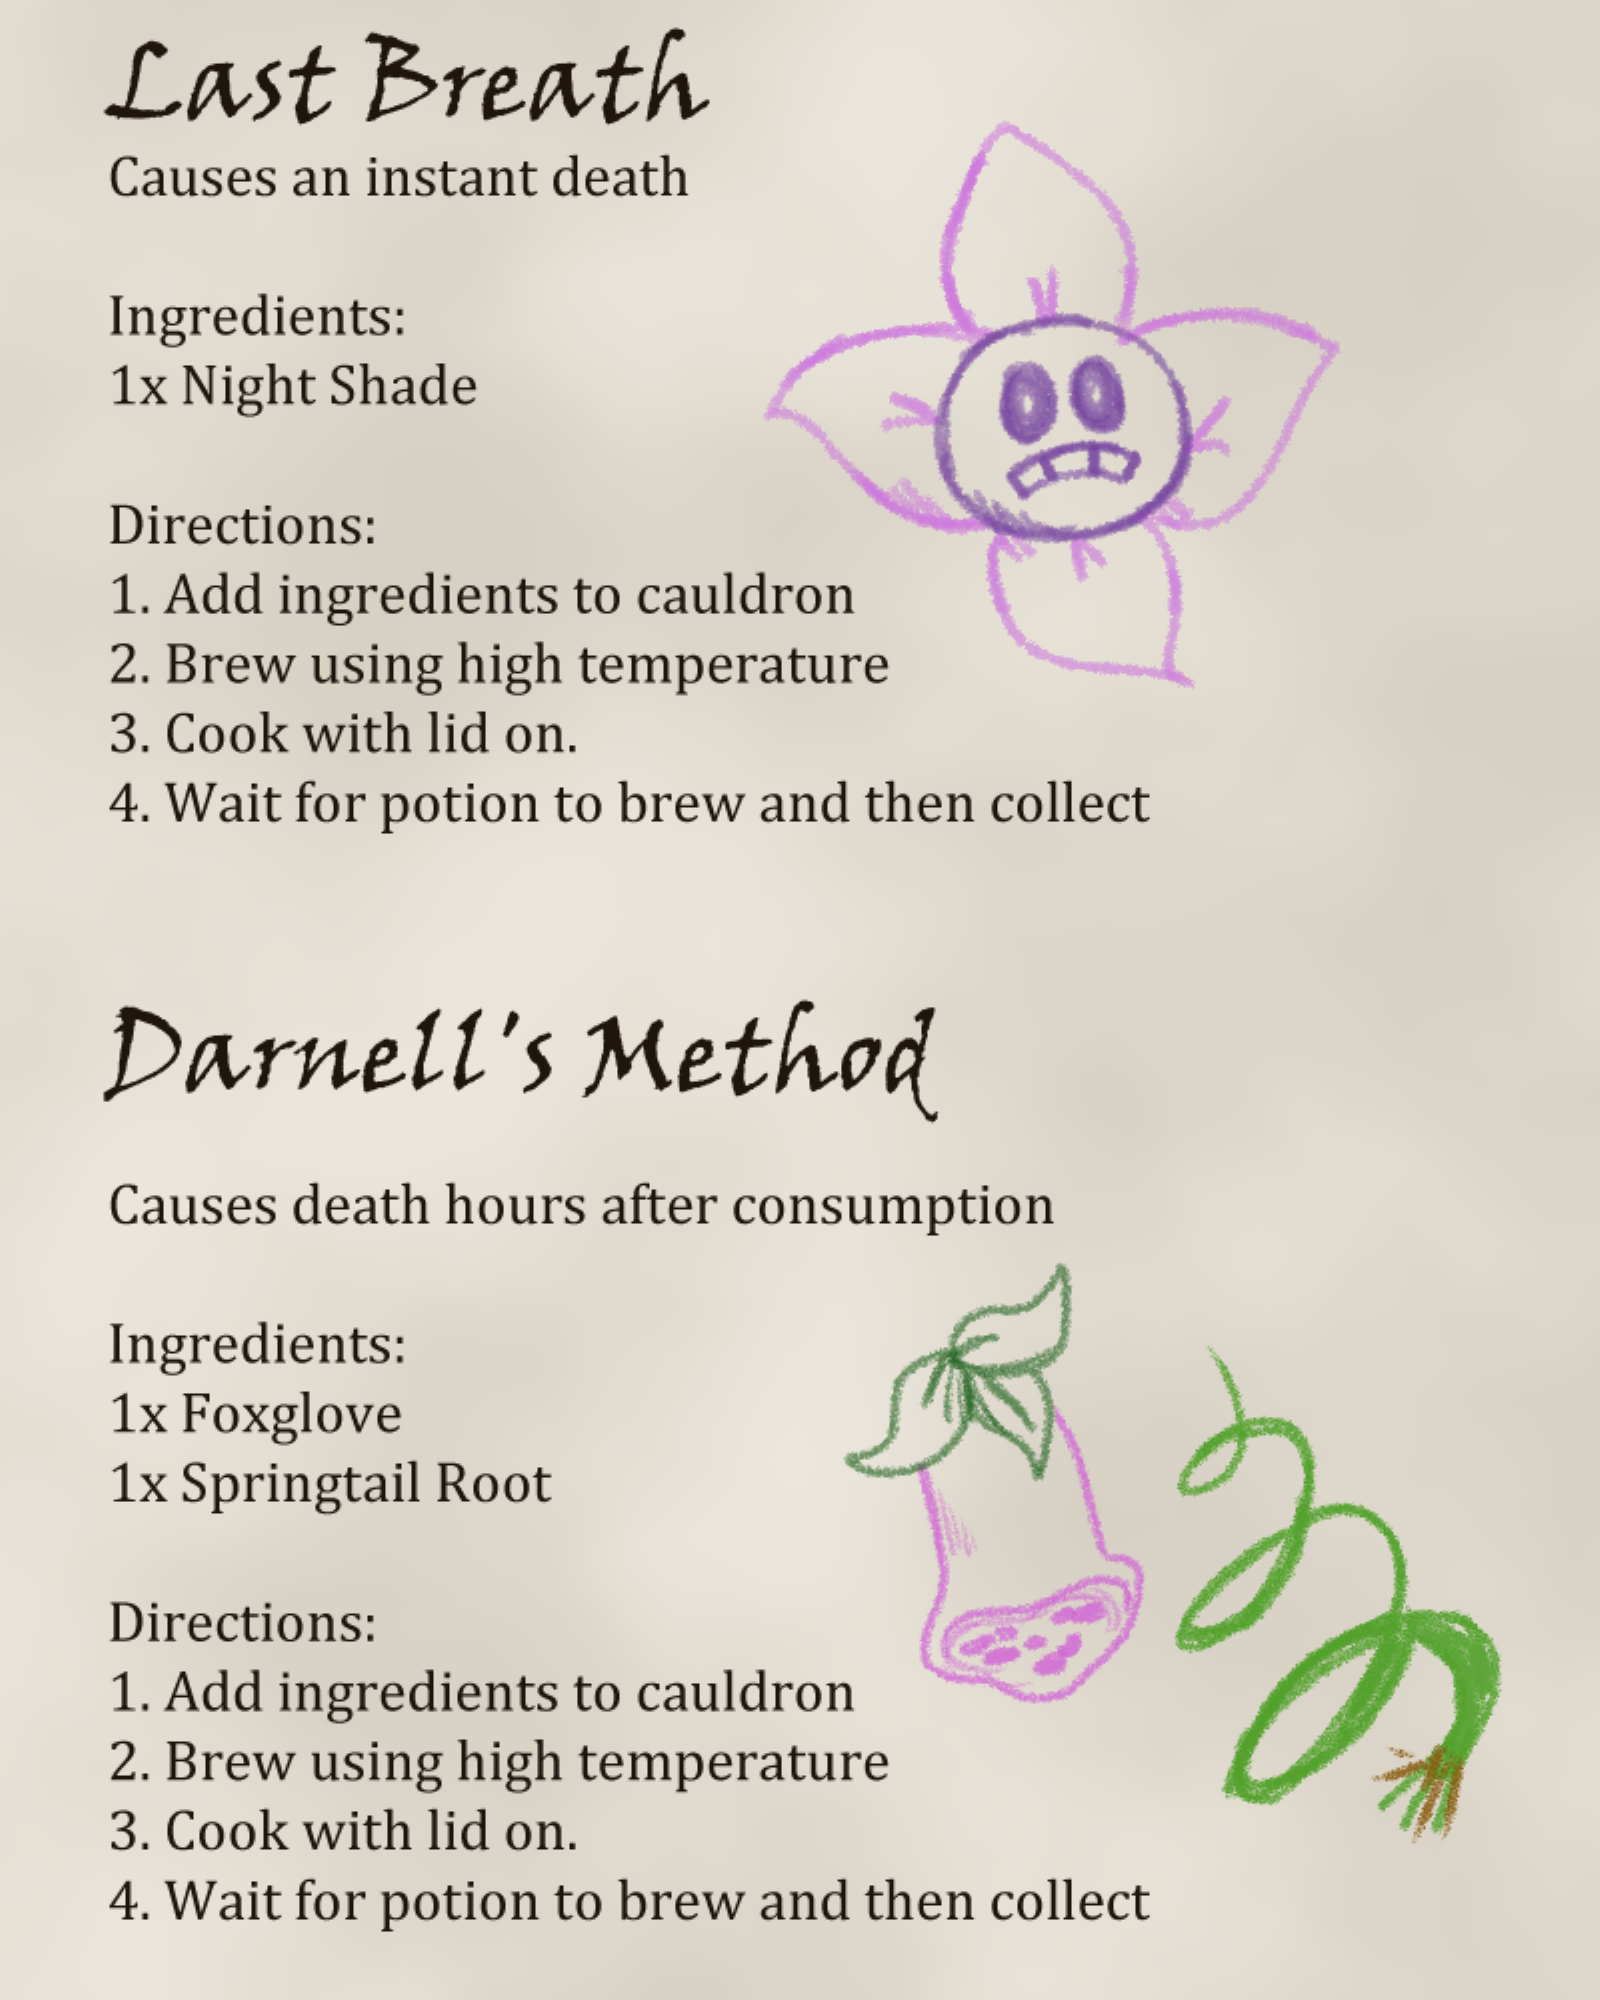 Last Breath
Causes an instant death
Ingredients:
1x Night Shade
Directions:
1. Add ingredients to cauldron
2. Brew using high temperature
3. Cook with lid on.
4. Wait for potion to brew and then collect
Darnell's Method
Causes death hours after consumption
Ingredients:
1x Foxglove
1x Springtail Root
Directions:
1. Add ingredients to cauldron
2. Brew using high temperature
3. Cook with lid on.
4. Wait for potion to brew and then collect